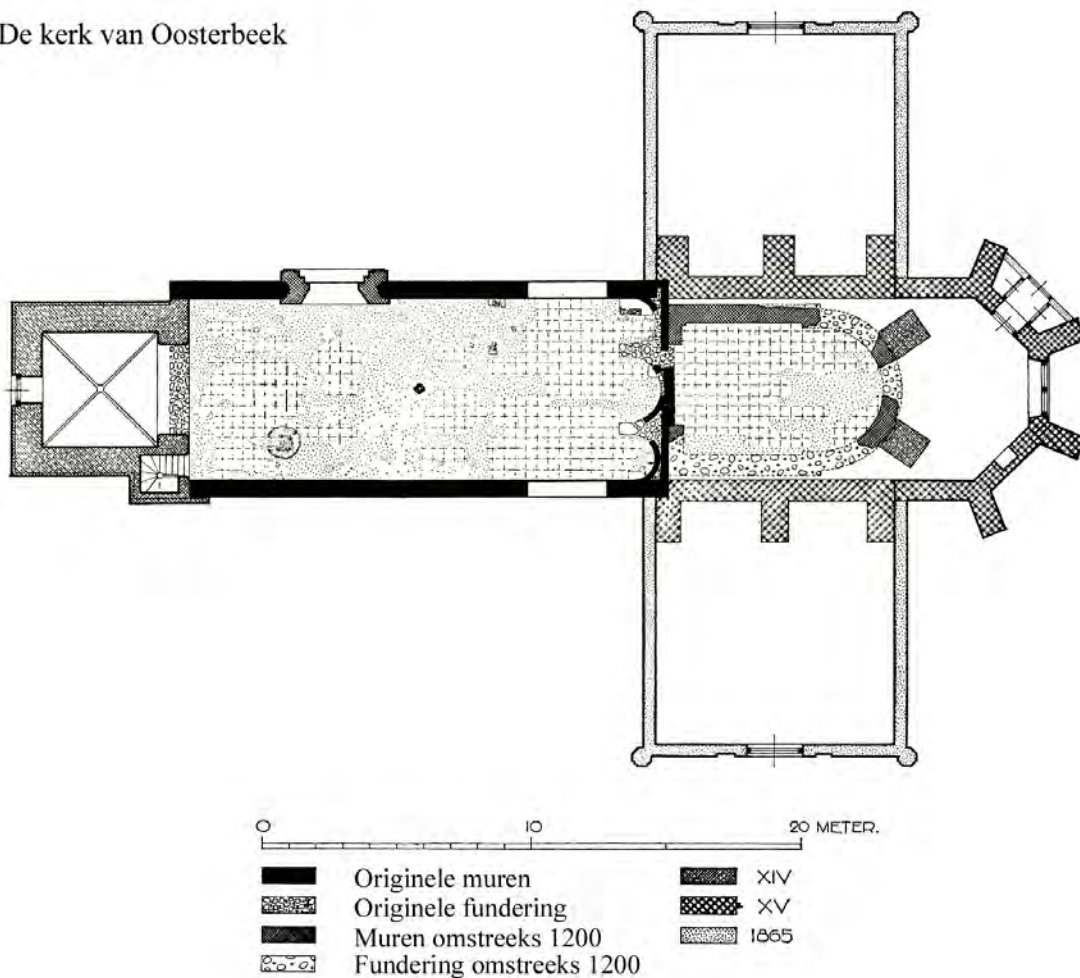 De kerk van Oosterbeek
0 10 20 METER.
Originele muren
Originele fundering
Muren omstreeks 1200
Fundering omstreeks 1200
XIV
XV
1865